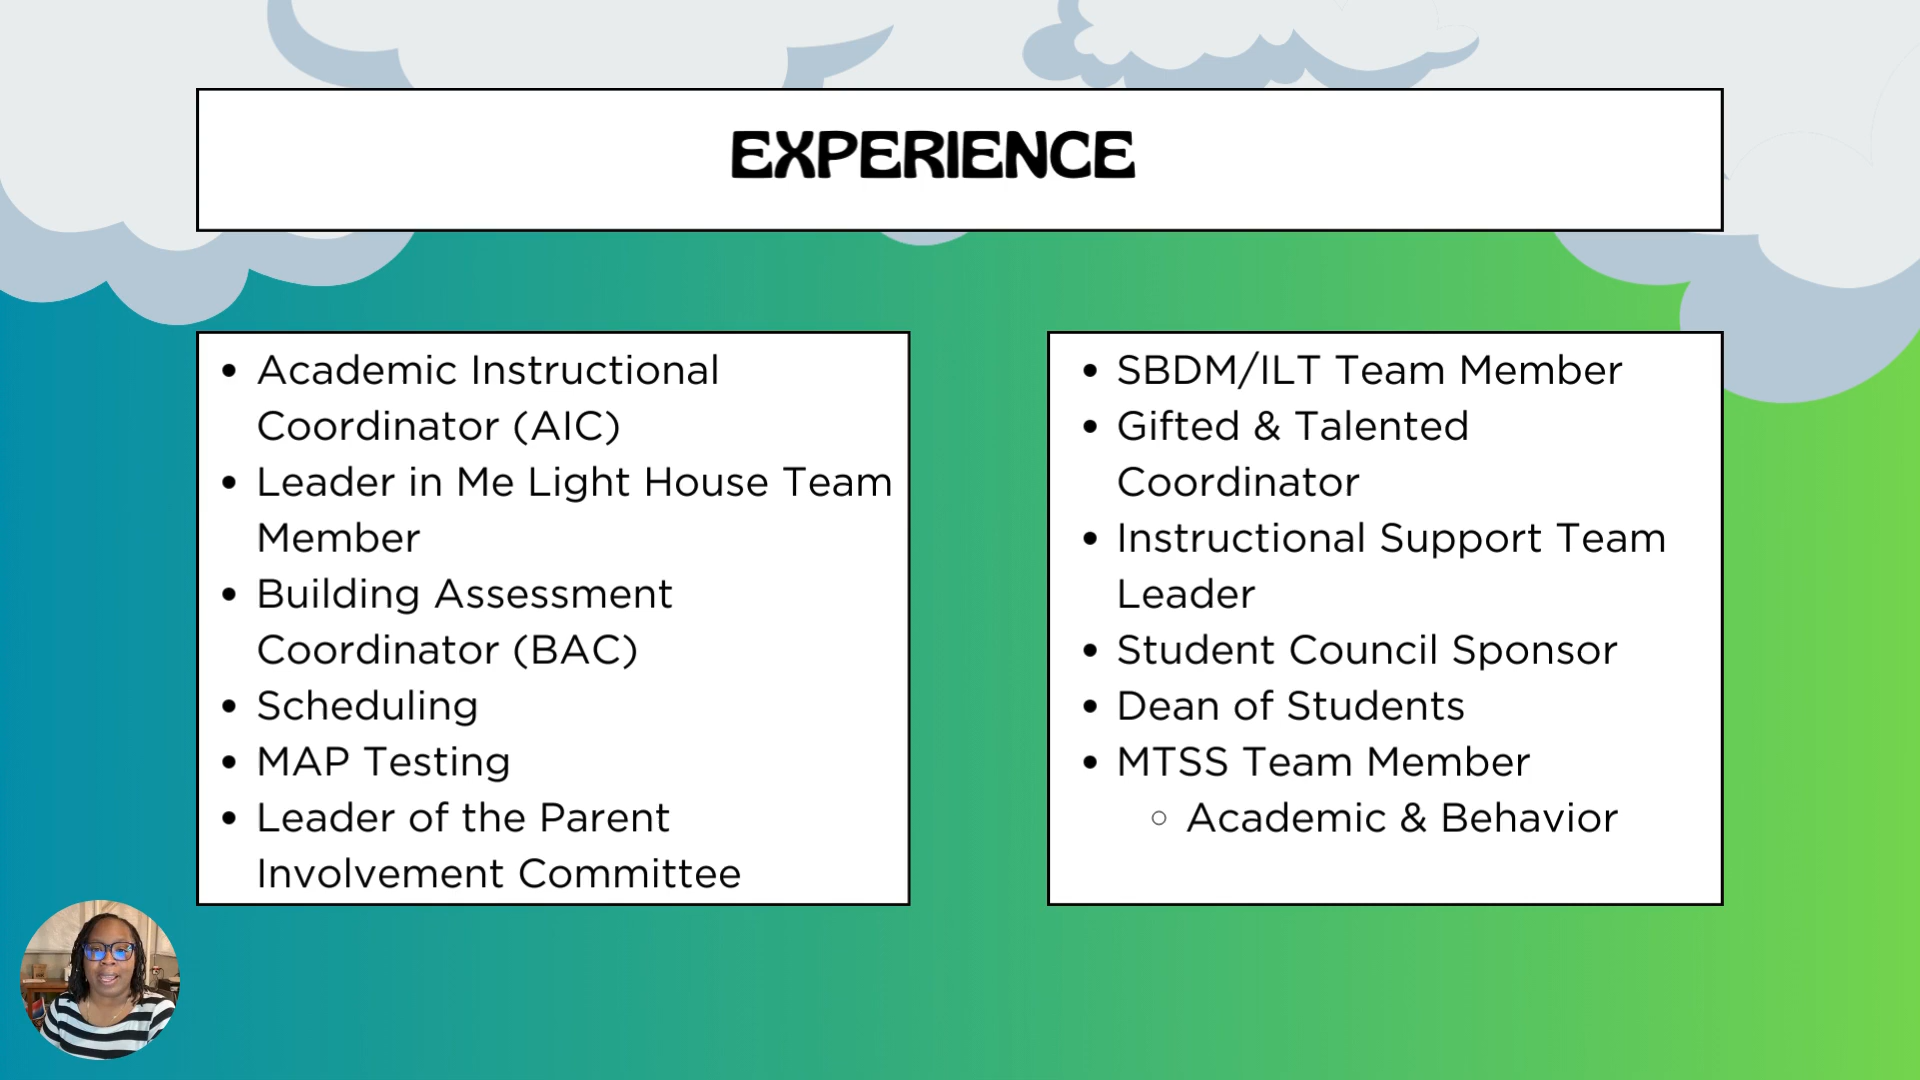 EXPERIENCE
• Academic Instructional
Coordinator (AIC)
• Leader in Me Light House Team
Member
• Building Assessment
Coordinator (BAC)
• Scheduling
• MAP Testing
• Leader of the Parent
Involvement Committee
• SBDM/ILT Team Member
• Gifted & Talented
Coordinator
• Instructional Support Team
Leader
• Student Council Sponsor
• Dean of Students
• MTSS Team Member
◦ Academic & Behavior